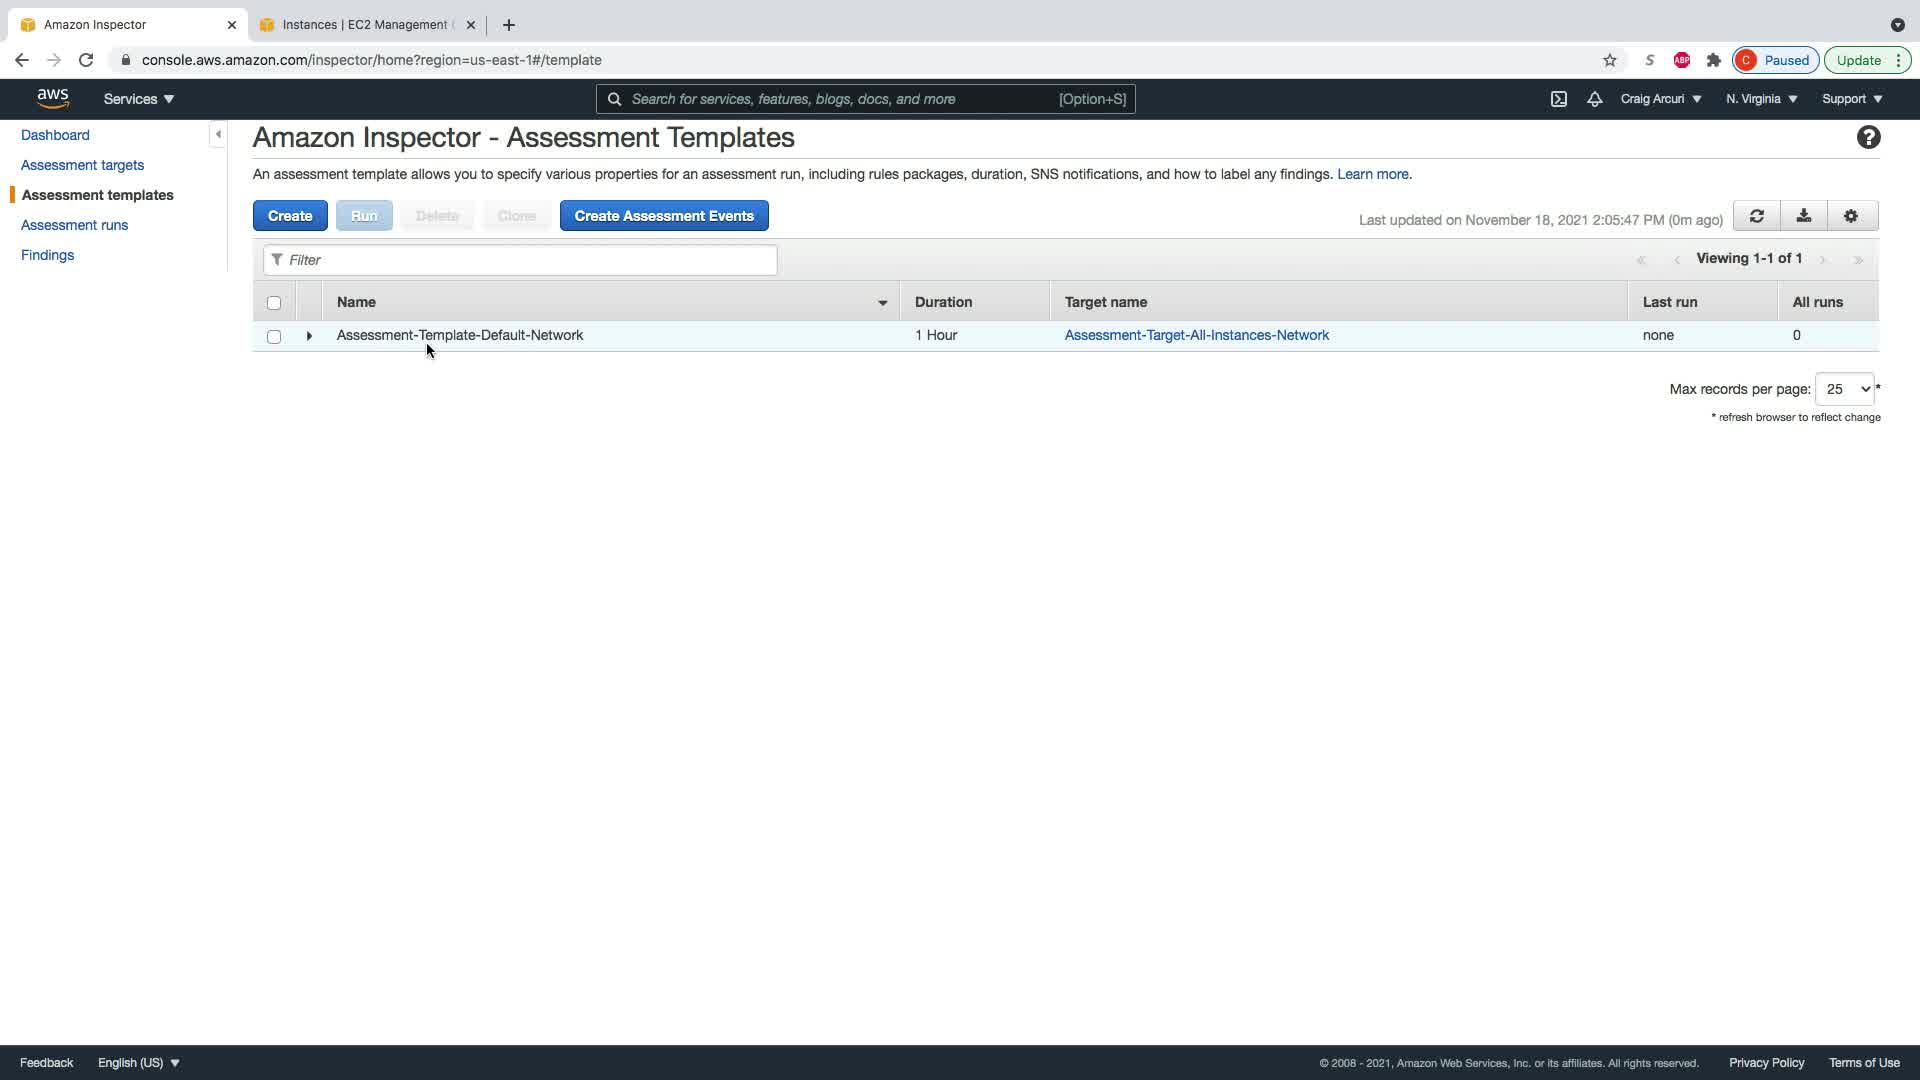 Amazon Inspector
Instances | EC2 Management
console.aws.amazon.com/inspector/home?region=us-east-1#/template
S
ABP
C Paused
Update
aws
Services
Search for services, features, blogs, docs, and more [Option+S]
Craig Arcuri
N. Virginia
Support
Dashboard
Assessment targets
Assessment templates
Assessment runs
Findings
Amazon Inspector - Assessment Templates
An assessment template allows you to specify various properties for an assessment run, including rules packages, duration, SNS notifications, and how to label any findings. Learn more.
Create Run Delete Clone Create Assessment Events
Last updated on November 18, 2021 2:05:47 PM (0m ago)
Filter
Viewing 1-1 of 1
Name Duration Target name Last run All runs
Assessment-Template-Default-Network 1 Hour Assessment-Target-All-Instances-Network none 0
Max records per page: 25 *
* refresh browser to reflect change
Feedback English (US) © 2008 - 2021, Amazon Web Services, Inc. or its affiliates. All rights reserved. Privacy Policy Terms of Use